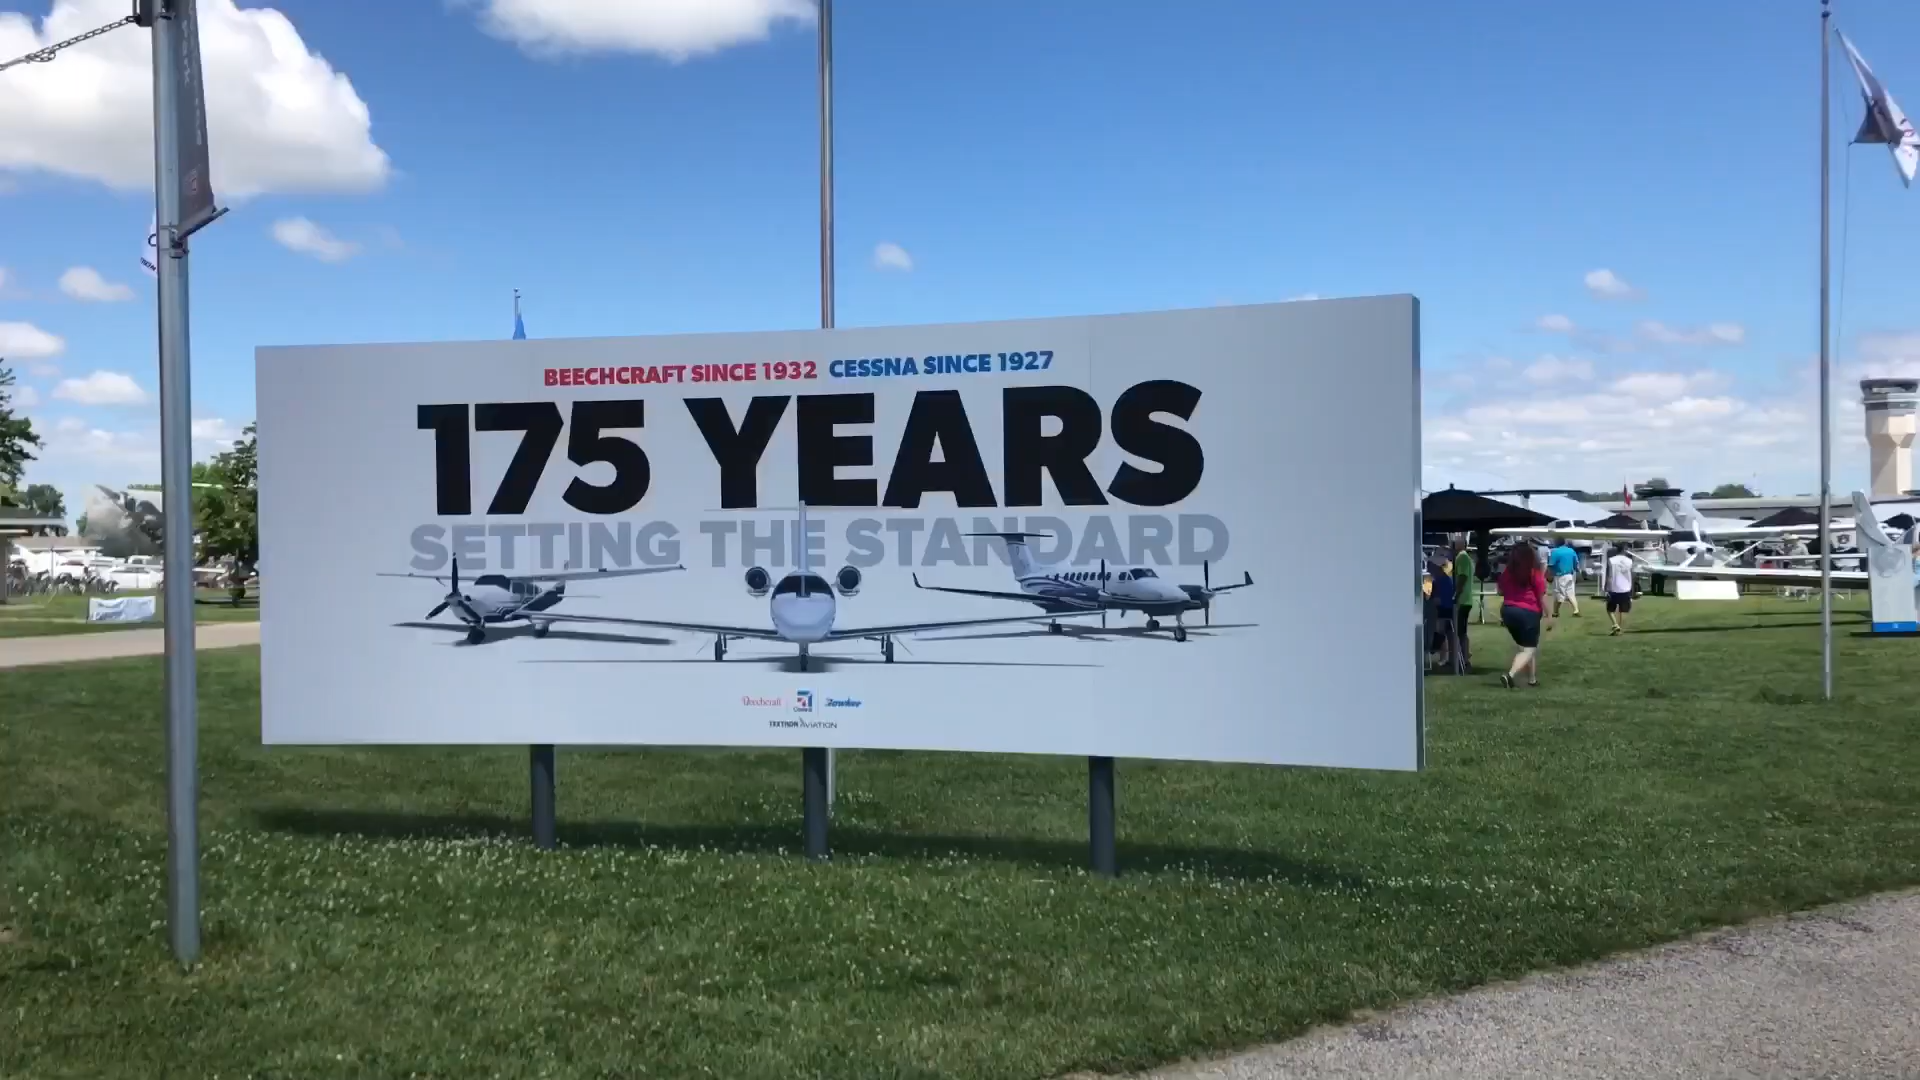 BEECHCRAFT SINCE 1932 CESSNA SINCE 1927
175 YEARS
SETTING THE STANDARD
Beechcraft Cessna Hawker
TEXTRON AVIATION